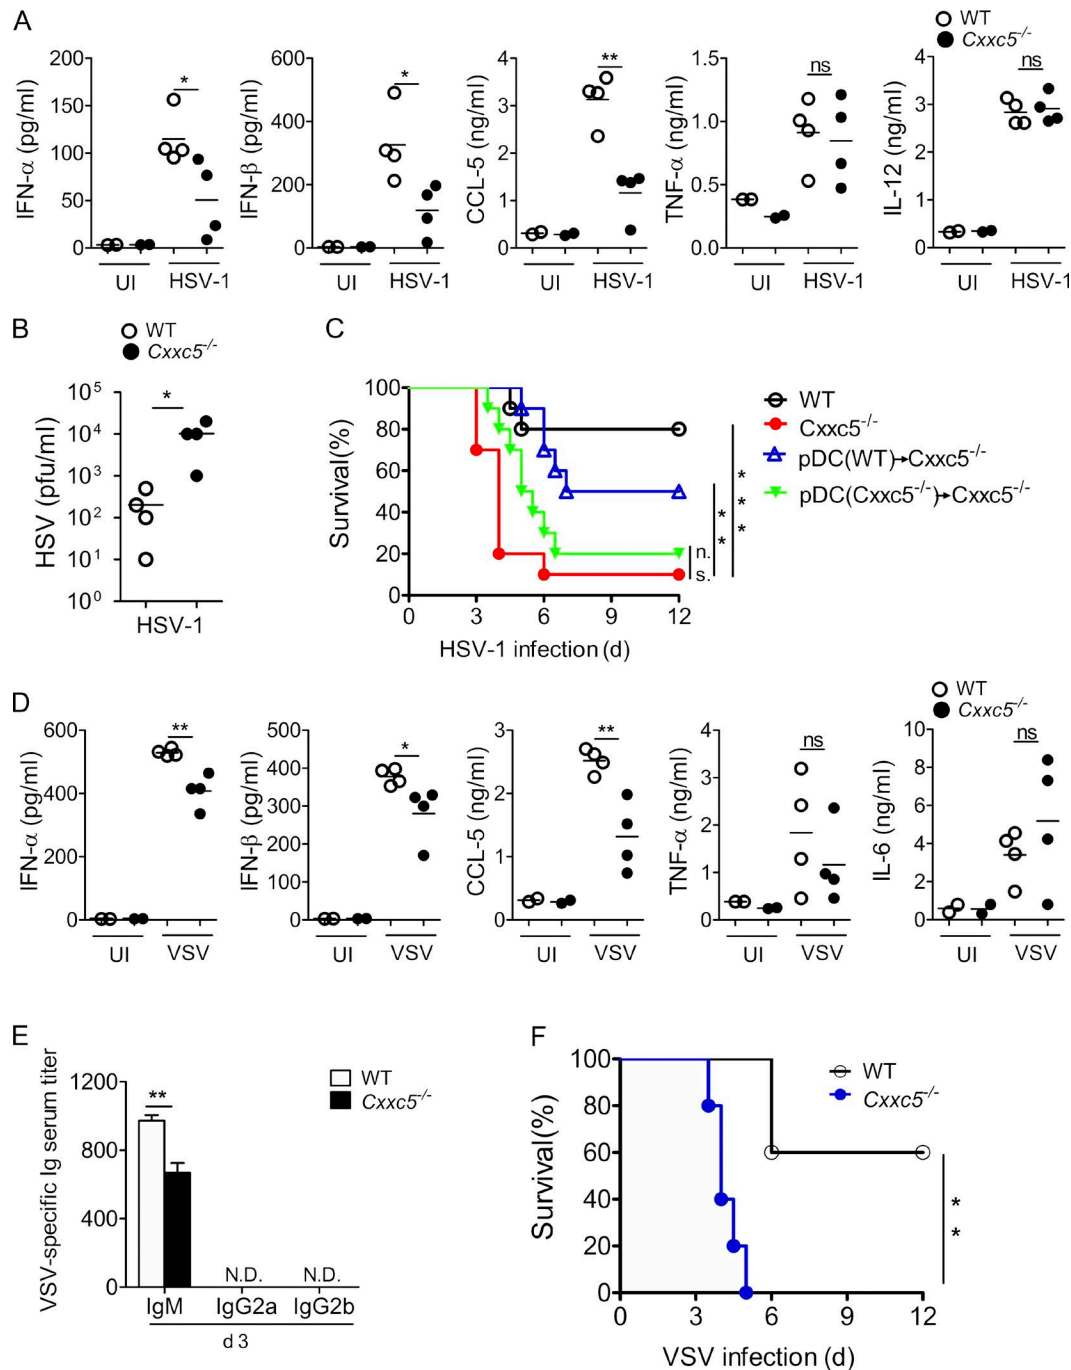 A
WT
Cxxc5-/-
IFN-α (pg/ml)
200
150
100
50
0
*
UI
HSV-1
IFN-β (pg/ml)
600
400
200
0
*
UI
HSV-1
CCL-5 (ng/ml)
4
3
2
1
0
**
UI
HSV-1
TNF-α (ng/ml)
1.5
1.0
0.5
0.0
ns
UI
HSV-1
IL-12 (ng/ml)
4
3
2
1
0
ns
UI
HSV-1
B
WT
Cxxc5-/-
HSV (pfu/ml)
10^5
10^4
10^3
10^2
10^1
10^0
*
HSV-1
C
Survival(%)
100
80
60
40
20
0
0 3 6 9 12
HSV-1 infection (d)
WT
Cxxc5-/-
pDC(WT)→Cxxc5-/-
pDC(Cxxc5-/-)→Cxxc5-/-
n.
s.
* *
* * *
D
WT
Cxxc5-/-
IFN-α (pg/ml)
600
400
200
0
**
UI
VSV
IFN-β (pg/ml)
500
400
300
200
100
0
*
UI
VSV
CCL-5 (ng/ml)
3
2
1
0
**
UI
VSV
TNF-α (ng/ml)
4
3
2
1
0
ns
UI
VSV
IL-6 (ng/ml)
10
8
6
4
2
0
ns
UI
VSV
E
VSV-specific Ig serum titer
1200
800
400
0
**
N.D.
N.D.
IgM IgG2a IgG2b
d 3
WT
Cxxc5-/-
F
Survival(%)
100
80
60
40
20
0
0 3 6 9 12
VSV infection (d)
WT
Cxxc5-/-
* *